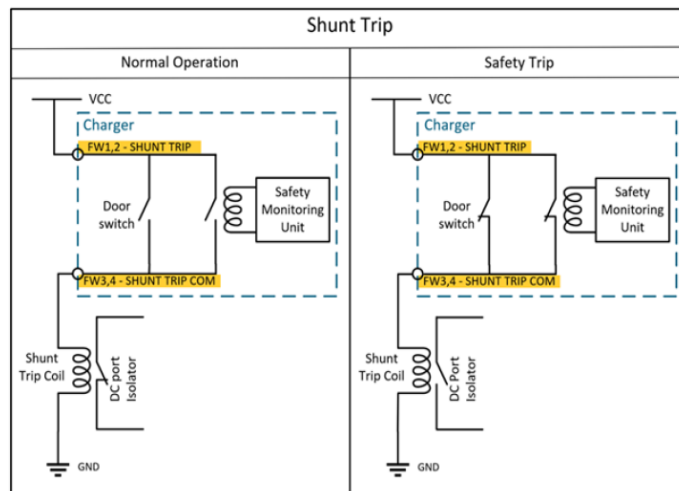 Shunt Trip
Normal Operation
VCC
Charger
FW1,2 - SHUNT TRIP
Door
switch
Safety
Monitoring
Unit
FW3,4 - SHUNT TRIP COM
Shunt
Trip Coil
DC port
Isolator
GND
Safety Trip
VCC
Charger
FW1,2 - SHUNT TRIP
Door
switch
Safety
Monitoring
Unit
FW3,4 - SHUNT TRIP COM
Shunt
Trip Coil
DC Port
Isolator
GND